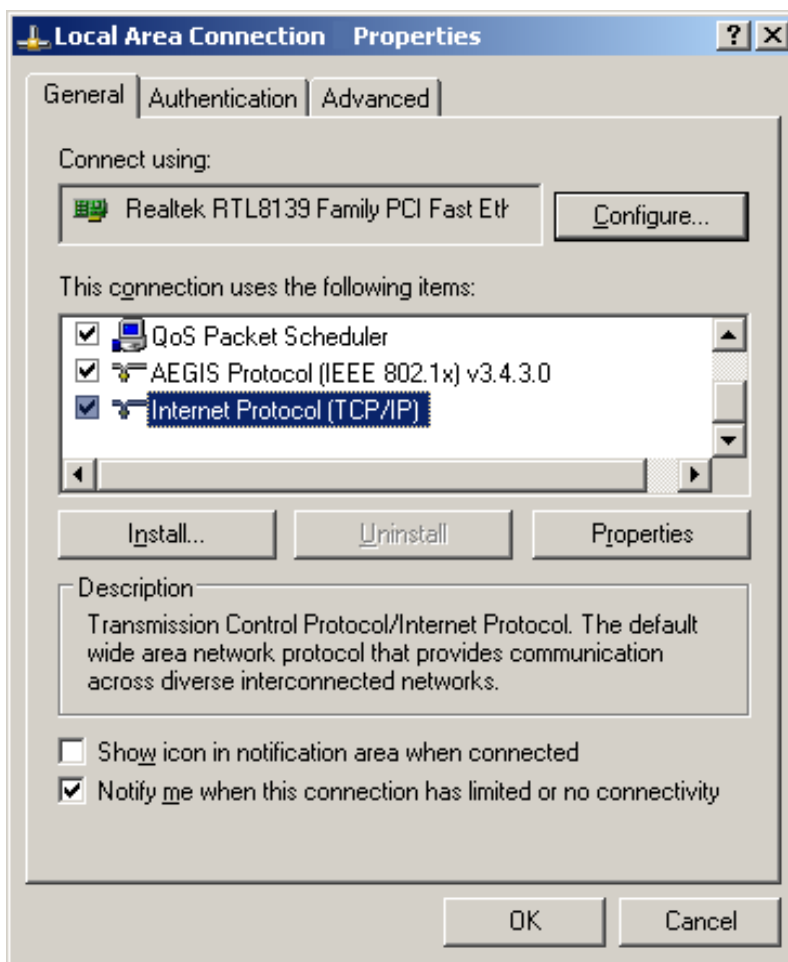 Local Area Connection Properties
General Authentication Advanced
Connect using:
Realtek RTL8139 Family PCI Fast Eth
Configure...
This connection uses the following items:
QoS Packet Scheduler
AEGIS Protocol (IEEE 802.1x) v3.4.3.0
Internet Protocol (TCP/IP)
Install... Uninstall Properties
Description
Transmission Control Protocol/Internet Protocol. The default
wide area network protocol that provides communication
across diverse interconnected networks.
Show icon in notification area when connected
Notify me when this connection has limited or no connectivity
OK Cancel